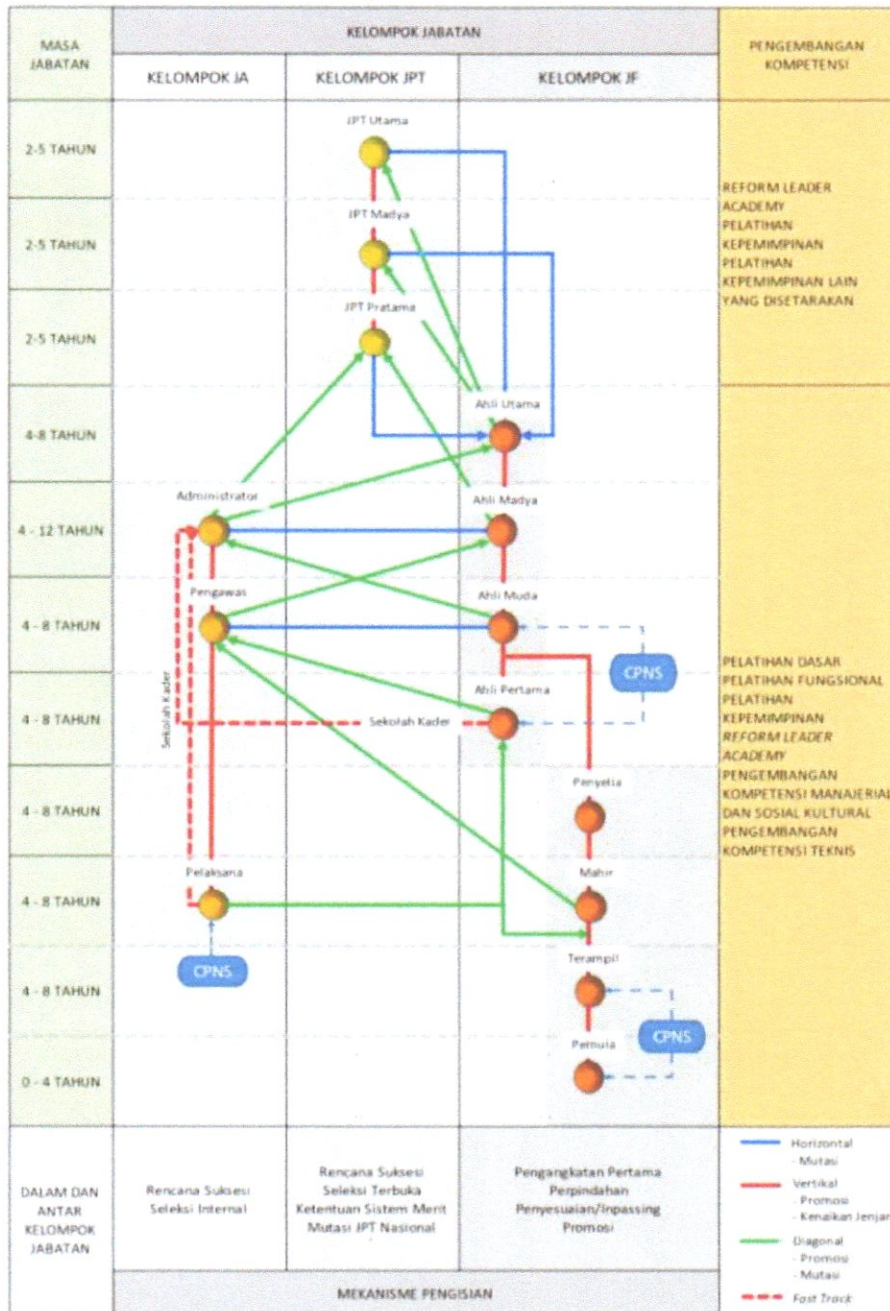 MASA
JABATAN
KELOMPOK JABATAN
KELOMPOK JA
KELOMPOK JPT
KELOMPOK JF
PENGEMBANGAN
KOMPETENSI
2-5 TAHUN
2-5 TAHUN
2-5 TAHUN
4-8 TAHUN
4 - 12 TAHUN
4 - 8 TAHUN
4 - 8 TAHUN
4 - 8 TAHUN
4 - 8 TAHUN
4 - 8 TAHUN
0 - 4 TAHUN
JPT Utama
JPT Madya
JPT Pratama
Ahli Utama
Administrator
Ahli Madya
Pengawas
Ahli Muda
CPNS
Ahli Pertama
Sekolah Kader
Sekolah Kader
Penyelia
Mahir
Pelaksana
CPNS
Terampil
CPNS
Pemula
REFORM LEADER
ACADEMY
PELATIHAN
KEPEMIMPINAN
PELATIHAN
KEPEMIMPINAN LAIN
YANG DISETARAKAN
PELATIHAN DASAR
PELATIHAN FUNGSIONAL
PELATIHAN
KEPEMIMPINAN
REFORM LEADER
ACADEMY
PENGEMBANGAN
KOMPETENSI MANAJERIAL
DAN SOSIAL KULTURAL
PENGEMBANGAN
KOMPETENSI TEKNIS
DALAM DAN
ANTAR
KELOMPOK
JABATAN
Rencana Suksesi
Seleksi Internal
Rencana Suksesi
Seleksi Terbuka
Ketentuan Sistem Merit
Mutasi JPT Nasional
Pengangkatan Pertama
Perpindahan
Penyesuaian/Inpassing
Promosi
MEKANISME PENGISIAN
Horizontal
- Mutasi
Vertikal
- Promosi
- Kenaikan Jenjan
Diagonal
- Promosi
- Mutasi
Fast Track